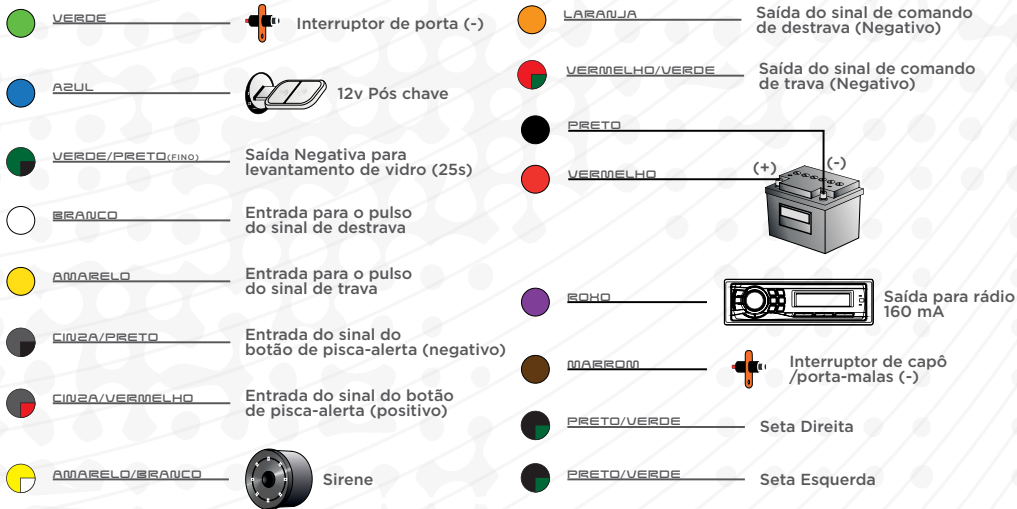 VERDE
Interruptor de porta (-)
AZUL
12v Pós chave
VERDE/PRETO(FINO)
Saída Negativa para
levantamento de vidro (25s)
BRANCO
Entrada para o pulso
do sinal de destrava
AMARELO
Entrada para o pulso
do sinal de trava
CINZA/PRETO
Entrada do sinal do
botão de pisca-alerta (negativo)
CINZA/VERMELHO
Entrada do sinal do botão
de pisca-alerta (positivo)
AMARELO/BRANCO
Sirene
LARANJA
Saída do sinal de comando
de destrava (Negativo)
VERMELHO/VERDE
Saída do sinal de comando
de trava (Negativo)
PRETO
VERMELHO
(+)
(-)
ROXO
Saída para rádio
160 mA
MARROM
Interruptor de capô
/porta-malas (-)
PRETO/VERDE
Seta Direita
PRETO/VERDE
Seta Esquerda